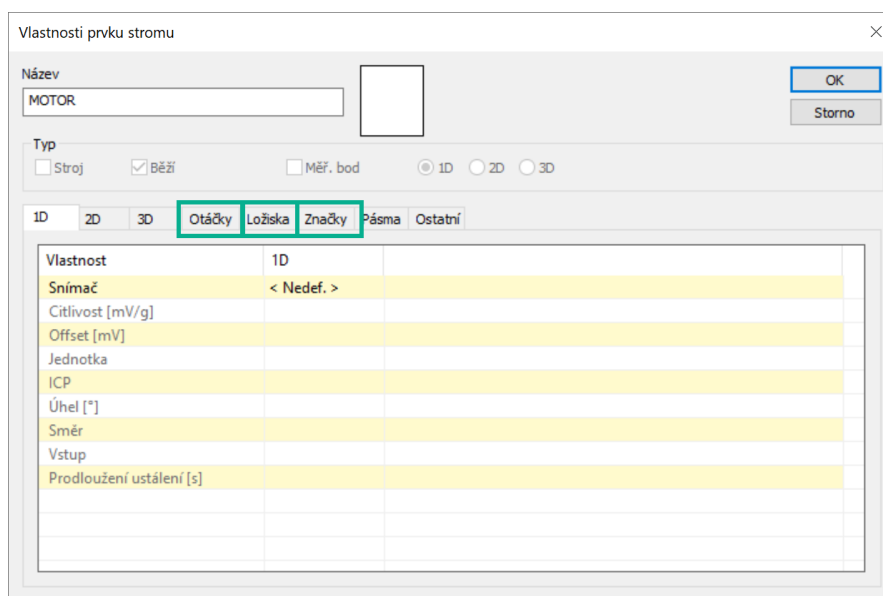 Vlastnosti prvku stromu
Název
MOTOR
OK
Storno
Typ
Stroj Běží Měř. bod 1D 2D 3D
1D 2D 3D Otáčky Ložiska Značky Pásma Ostatní
Vlastnost 1D
Snímač < Nedef. >
Citlivost [mV/g]
Offset [mV]
Jednotka
ICP
Úhel [°]
Směr
Vstup
Prodloužení ustálení [s]